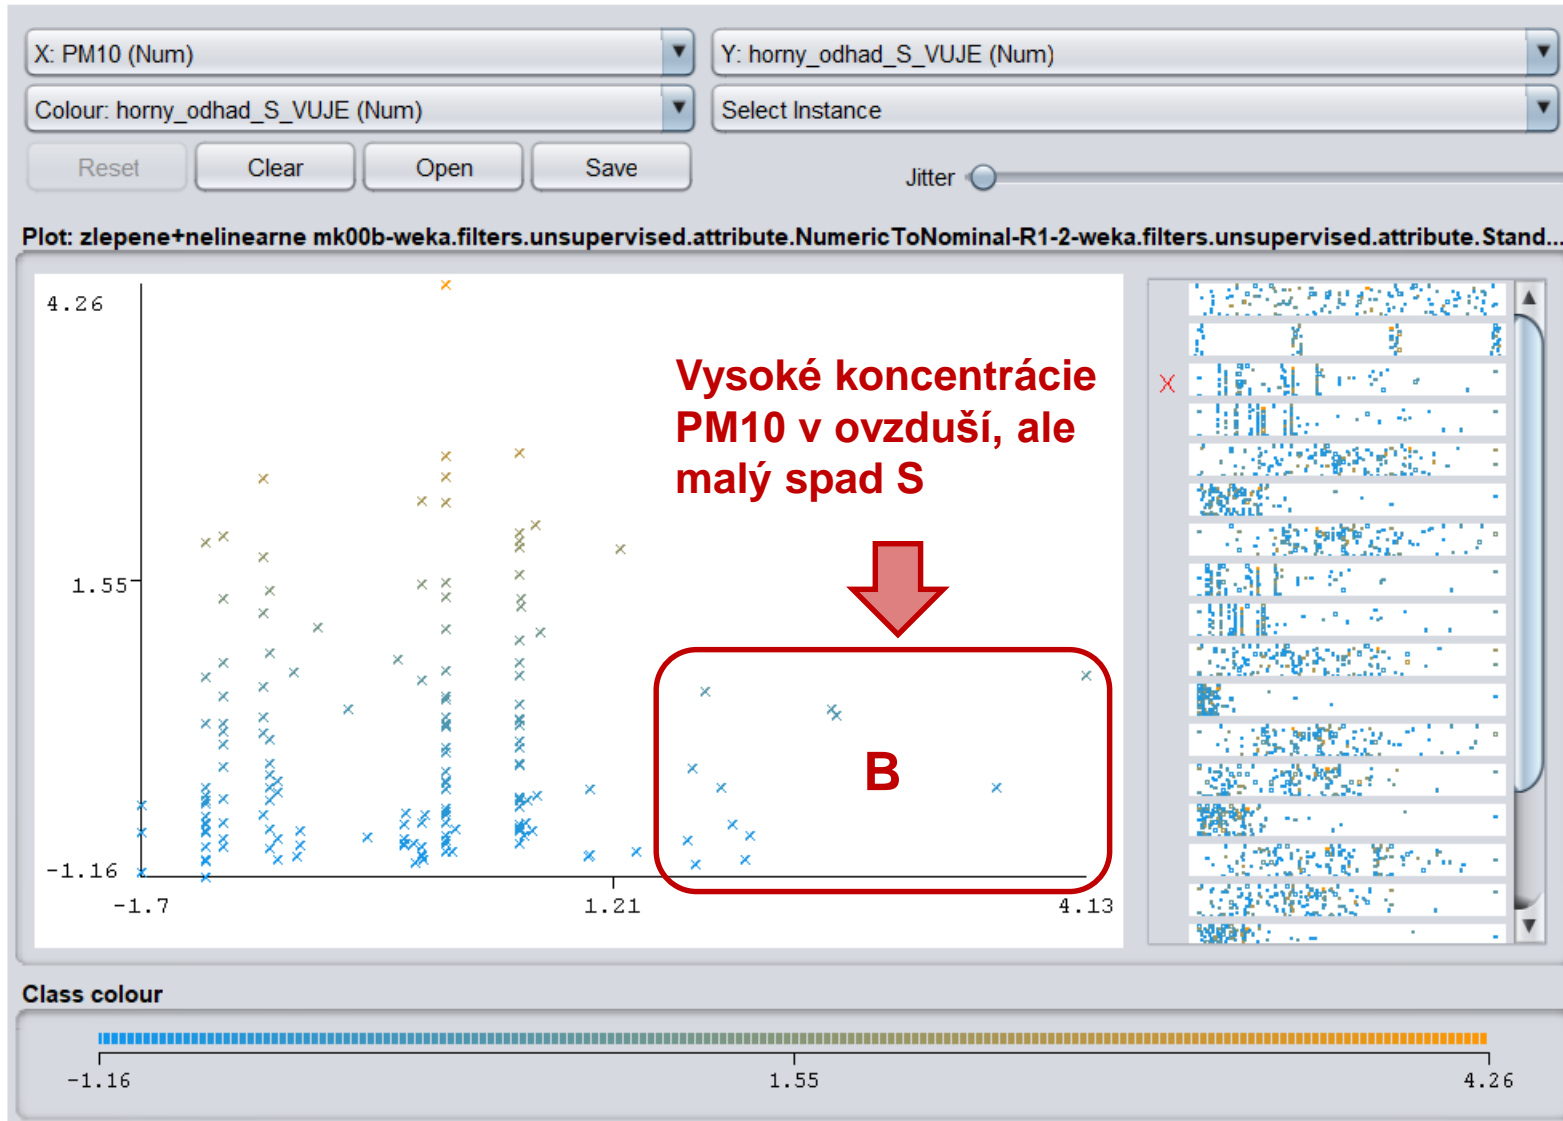 X: PM10 (Num)
Y: horny_odhad_S_VUJE (Num)
Colour: horny_odhad_S_VUJE (Num)
Select Instance
Reset
Clear
Open
Save
Jitter
Plot: zlepene+nelinearne mk00b-weka.filters.unsupervised.attribute.NumericToNominal-R1-2-weka.filters.unsupervised.attribute.Stand...
4.26
1.55
-1.16
-1.7
1.21
4.13
Vysoké koncentrácie
PM10 v ovzduší, ale
malý spad S
B
Class colour
-1.16
1.55
4.26